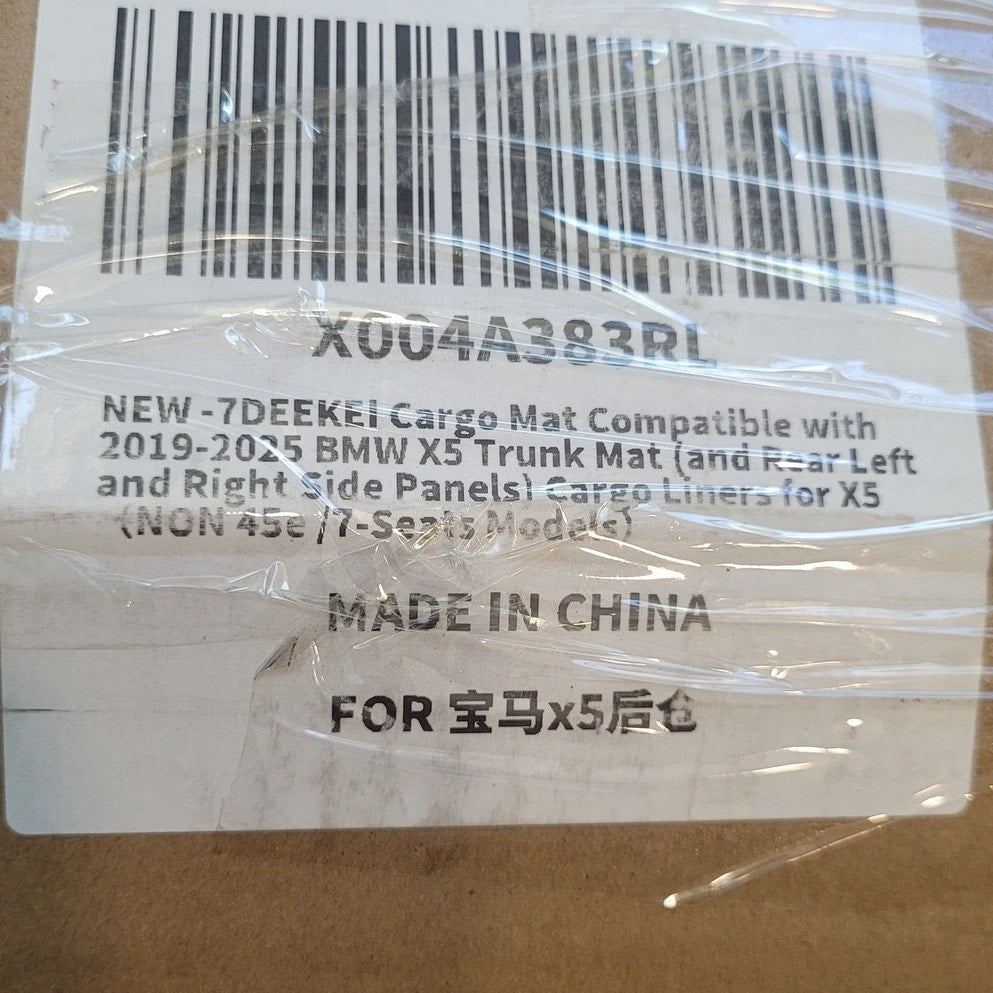 X004A383RL
NEW -7DEEKEI Cargo Mat Compatible with
2019-2025 BMW X5 Trunk Mat (and Rear Left
and Right Side Panels) Cargo Liners for X5
(NON 45e /7-Seats Models)
MADE IN CHINA
FOR 宝马x5后仓